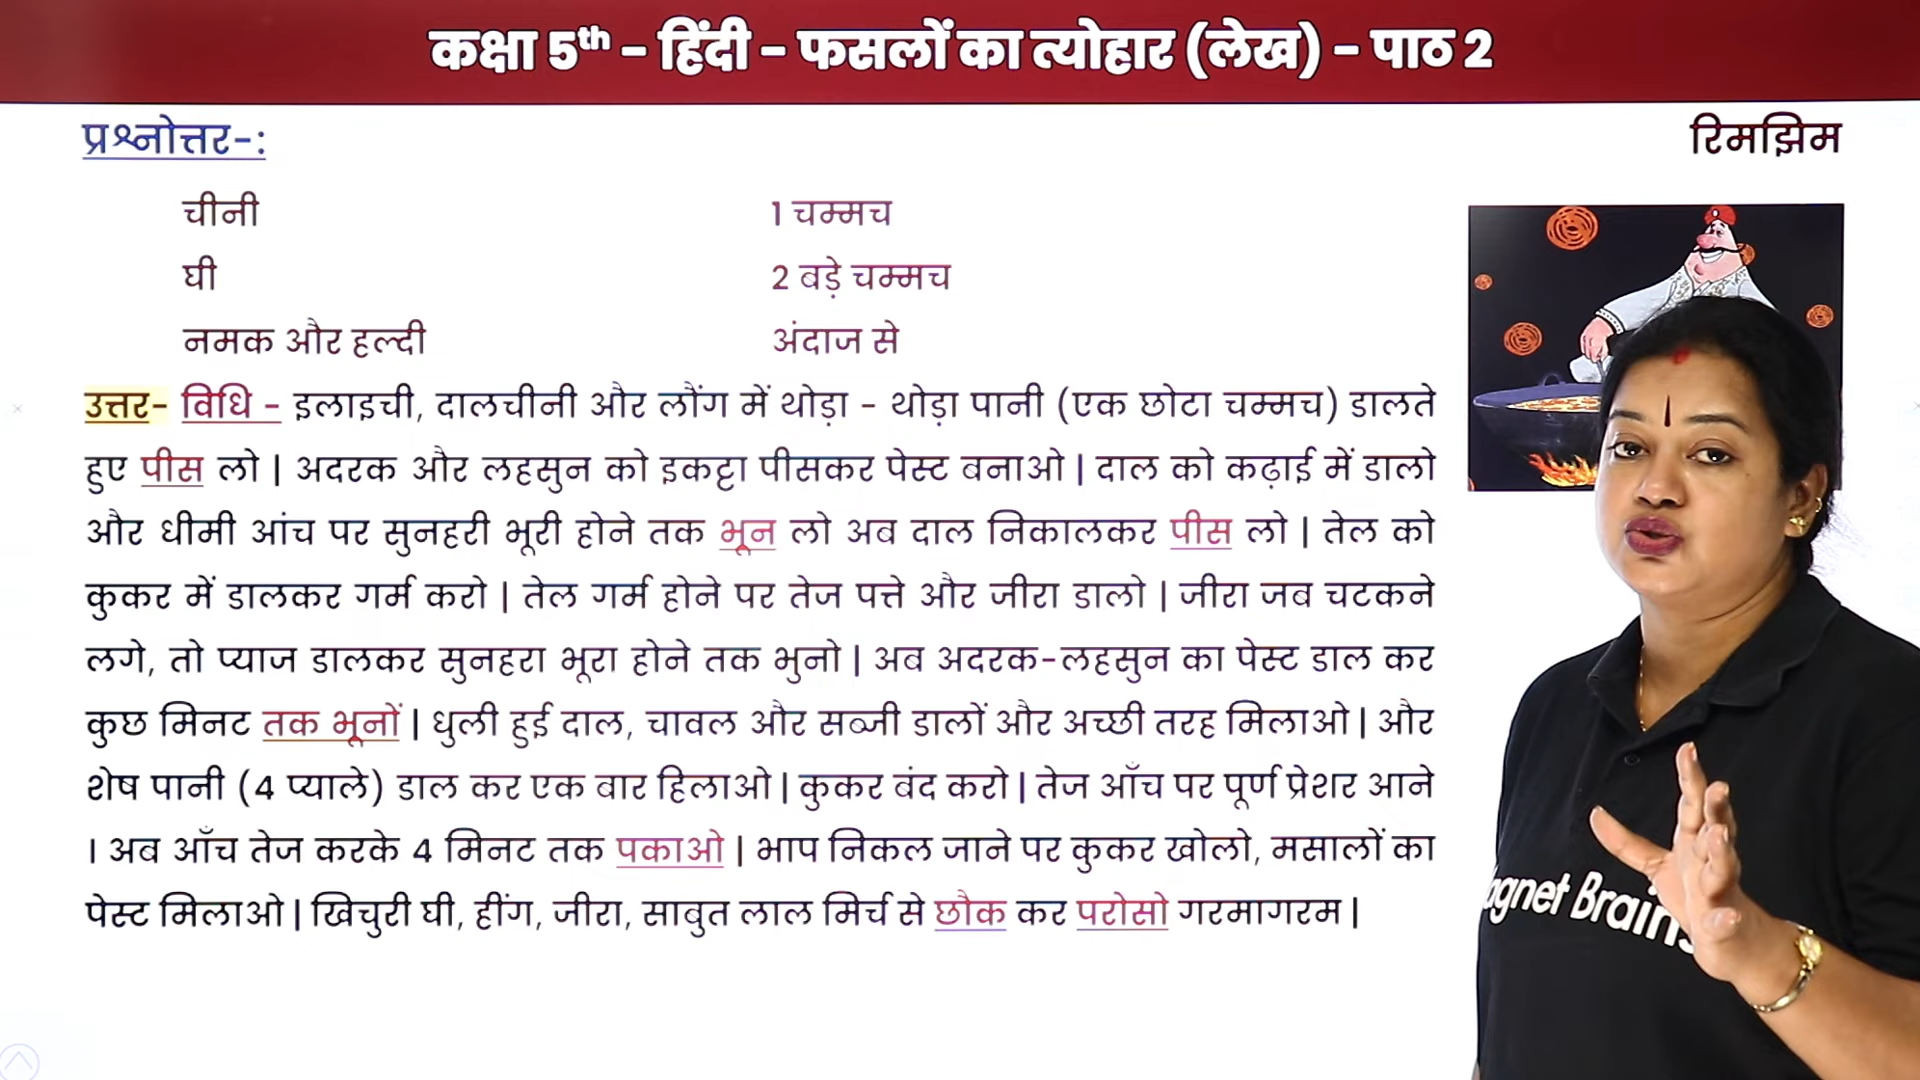 कक्षा 5th - हिंदी - फसलों का त्योहार (लेख) - पाठ 2
प्रश्नोत्तर-:
रिमझिम
चीनी 1 चम्मच
घी 2 बड़े चम्मच
नमक और हल्दी अंदाज से
उत्तर- विधि - इलाइची, दालचीनी और लौंग में थोड़ा - थोड़ा पानी (एक छोटा चम्मच) डालते
हुए पीस लो | अदरक और लहसुन को इकट्टा पीसकर पेस्ट बनाओ | दाल को कढ़ाई में डालो
और धीमी आंच पर सुनहरी भूरी होने तक भून लो अब दाल निकालकर पीस लो | तेल को
कुकर में डालकर गर्म करो | तेल गर्म होने पर तेज पत्ते और जीरा डालो | जीरा जब चटकने
लगे, तो प्याज डालकर सुनहरा भूरा होने तक भुनो | अब अदरक-लहसुन का पेस्ट डाल कर
कुछ मिनट तक भूनों | धुली हुई दाल, चावल और सब्जी डालों और अच्छी तरह मिलाओ | और
शेष पानी (4 प्याले) डाल कर एक बार हिलाओ | कुकर बंद करो | तेज आँच पर पूर्ण प्रेशर आने
। अब आँच तेज करके 4 मिनट तक पकाओ | भाप निकल जाने पर कुकर खोलो, मसालों का
पेस्ट मिलाओ | खिचुरी घी, हींग, जीरा, साबुत लाल मिर्च से छौक कर परोसो गरमागरम |
agnet Brains